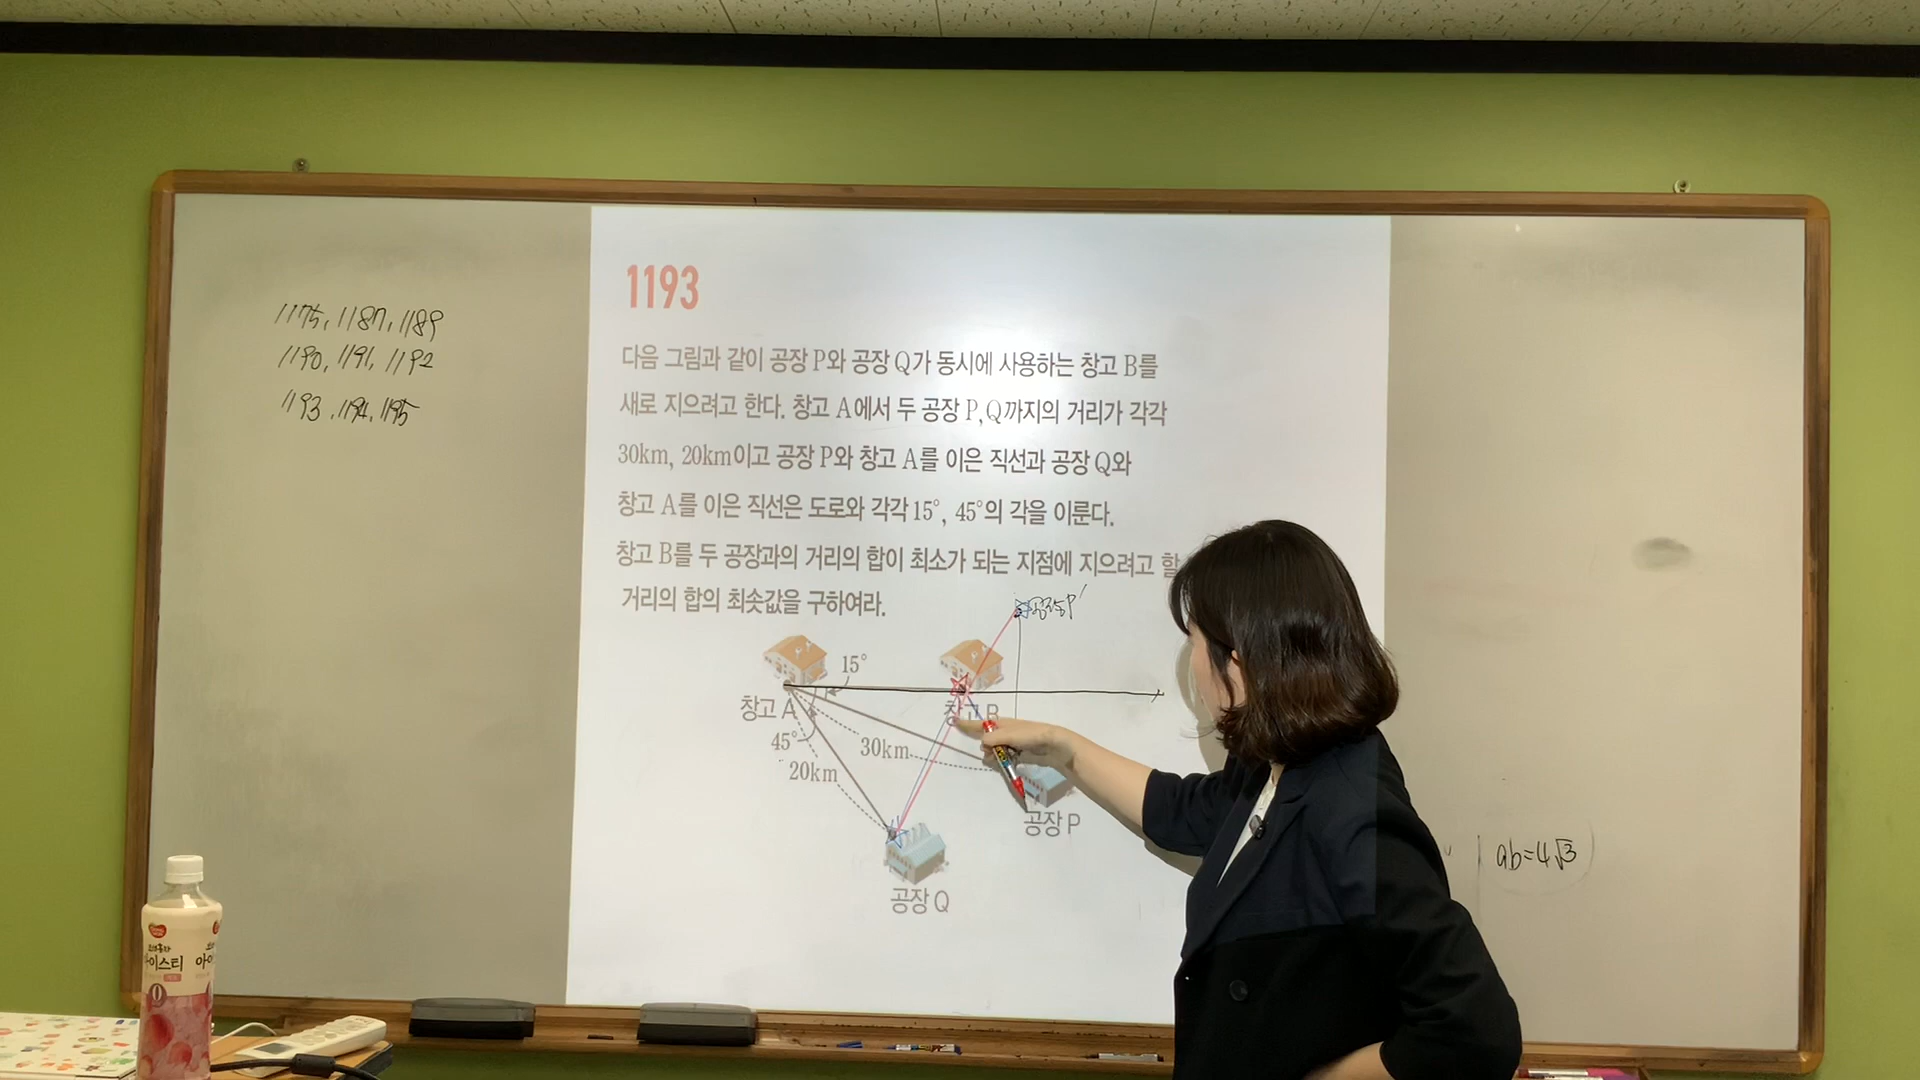 1175, 1187, 1189
1190, 1191, 1192
1193, 1194, 1195
1193
다음 그림과 같이 공장 P와 공장 Q가 동시에 사용하는 창고 B를
새로 지으려고 한다. 창고 A에서 두 공장 P, Q까지의 거리가 각각
30km, 20km이고 공장 P와 창고 A를 이은 직선과 공장 Q와
창고 A를 이은 직선은 도로와 각각 15°, 45°의 각을 이룬다.
창고 B를 두 공장과의 거리의 합이 최소가 되는 지점에 지으려고 할
거리의 합의 최솟값을 구하여라.
공장P′
15°
창고 A
창고 B
45°
30km
20km
공장 P
공장 Q
ab=4√3
아이스티
0